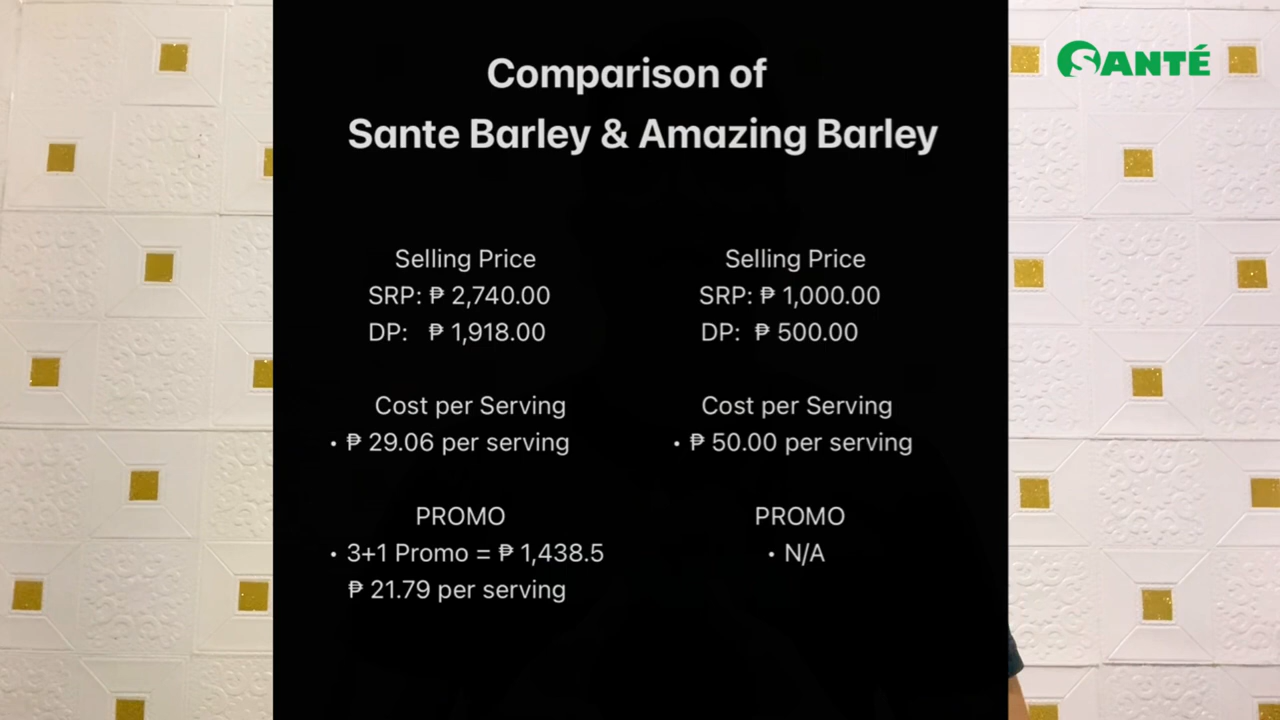 SANTÉ
Comparison of
Sante Barley & Amazing Barley
Selling Price
SRP: ₱ 2,740.00
DP: ₱ 1,918.00
Cost per Serving
• ₱ 29.06 per serving
PROMO
• 3+1 Promo = ₱ 1,438.5
₱ 21.79 per serving
Selling Price
SRP: ₱ 1,000.00
DP: ₱ 500.00
Cost per Serving
• ₱ 50.00 per serving
PROMO
• N/A